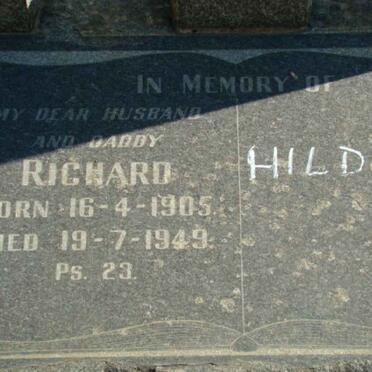 IN MEMORY OF
MY DEAR HUSBAND
AND DADDY
RICHARD
BORN 16-4-1905
DIED 19-7-1949
Ps. 23.
HILD